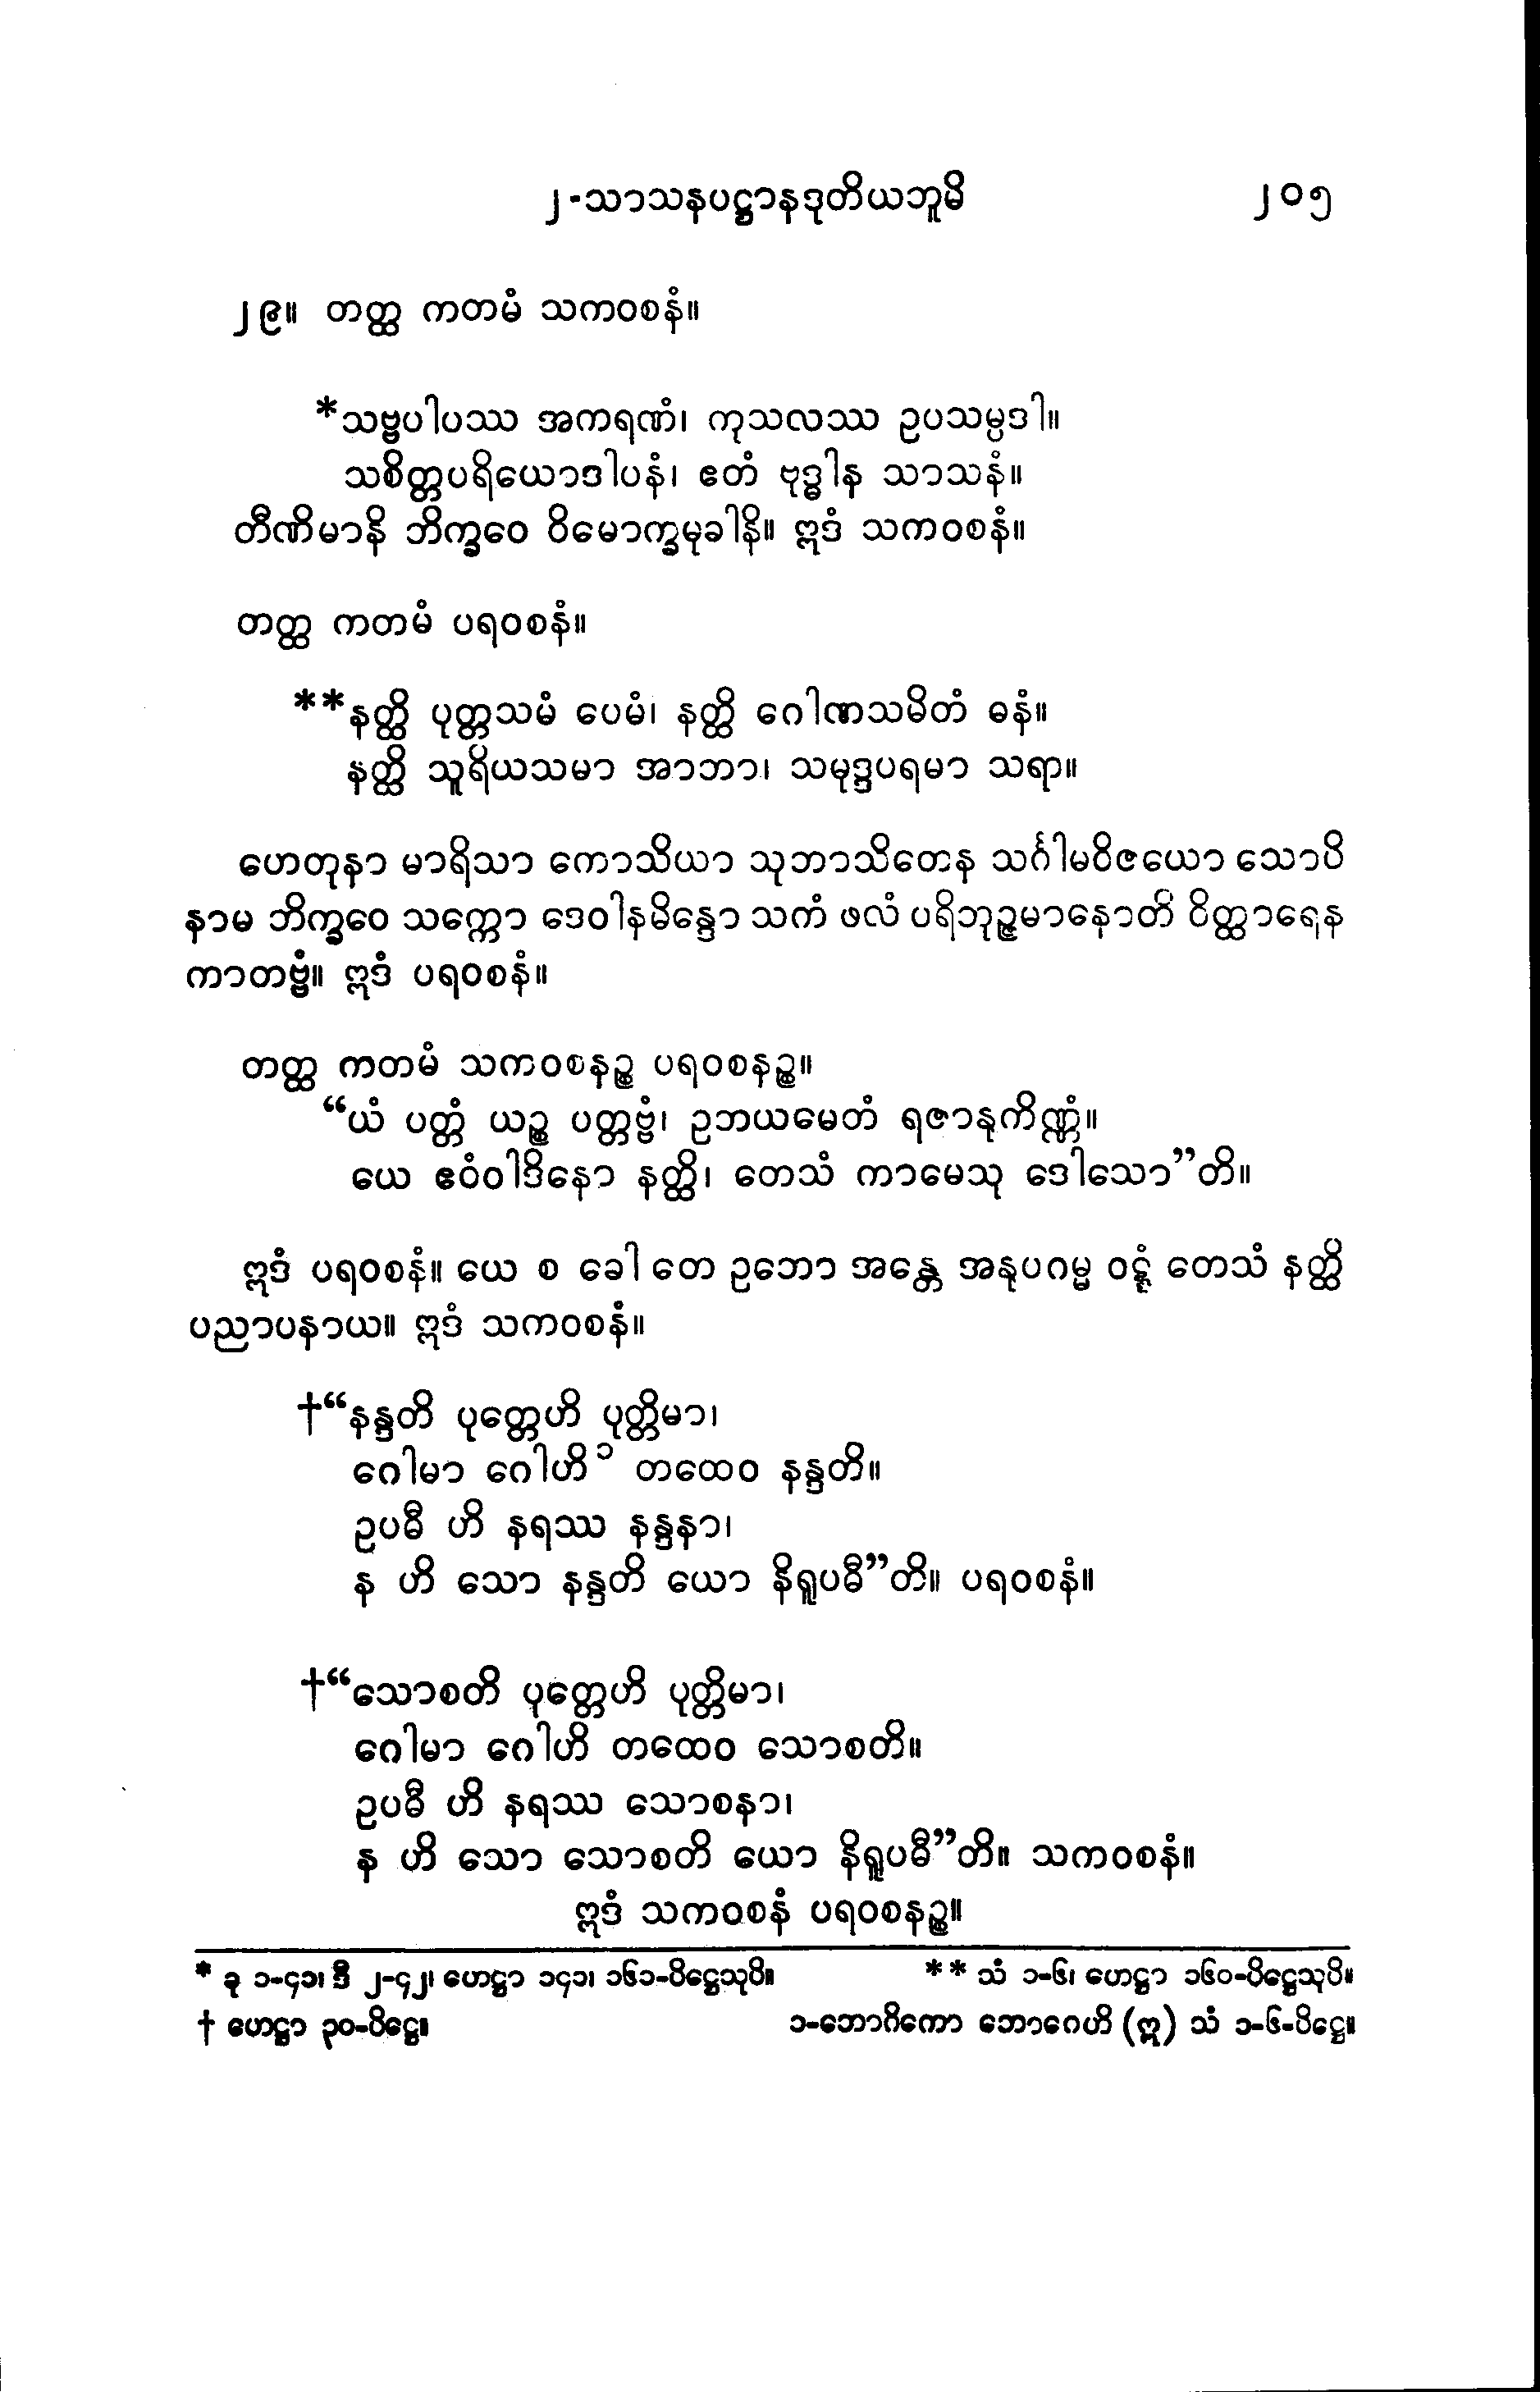 ၂-သာသနပဋ္ဌာနဒုတိယဘူမိ ၂၀၅
၂၉။ တတ္ထ ကတမံ သကဝစနံ။
*သဗ္ဗပါပဿ အကရဏံ၊ ကုသလဿ ဥပသမ္ပဒါ။
သစိတ္တပရိယောဒါပနံ၊ ဧတံ ဗုဒ္ဓါန သာသနံ။
တီဏိမာနိ ဘိက္ခဝေ ဝိမောက္ခမုခါနိ။ ဣဒံ သကဝစနံ။
တတ္ထ ကတမံ ပရဝစနံ။
**နတ္ထိ ပုတ္တသမံ ပေမံ၊ နတ္ထိ ဂေါဏသမိတံ ဓနံ။
နတ္ထိ သူရိယသမာ အာဘာ၊ သမုဒ္ဒပရမာ သရာ။
ဟေတုနာ မာရိသာ ကောသိယာ သုဘာသိတေန သင်္ဂါမဝိဇယော သောပိ
နာမ ဘိက္ခဝေ သက္ကော ဒေဝါနမိန္ဒော သကံ ဖလံ ပရိဘုဉ္ဇမာနောတိ ဝိတ္ထာရေန
ကာတဗ္ဗံ။ ဣဒံ ပရဝစနံ။
တတ္ထ ကတမံ သကဝစနဉ္စ ပရဝစနဉ္စ။
“ယံ ပတ္တံ ယဉ္စ ပတ္တဗ္ဗံ၊ ဥဘယမေတံ ရဇာနုကိဏ္ဏံ။
ယေ ဧဝံဝါဒိနော နတ္ထိ၊ တေသံ ကာမေသု ဒေါသော”တိ။
ဣဒံ ပရဝစနံ။ ယေ စ ခေါ တေ ဥဘော အန္တေ အနုပဂမ္မ ဝဋ္ဋံ တေသံ နတ္ထိ
ပညာပနာယ။ ဣဒံ သကဝစနံ။
†“နန္ဒတိ ပုတ္တေဟိ ပုတ္တိမာ၊
ဂေါမာ ဂေါဟိ၁ တထေဝ နန္ဒတိ။
ဥပဓီ ဟိ နရဿ နန္ဒနာ၊
န ဟိ သော နန္ဒတိ ယော နိရူပဓီ”တိ။ ပရဝစနံ။
†“သောစတိ ပုတ္တေဟိ ပုတ္တိမာ၊
ဂေါမာ ဂေါဟိ တထေဝ သောစတိ။
ဥပဓီ ဟိ နရဿ သောစနာ၊
န ဟိ သော သောစတိ ယော နိရူပဓီ”တိ။ သကဝစနံ။
ဣဒံ သကဝစနံ ပရဝစနဉ္စ။
* ခု ၁-၄၁၊ ဒီ ၂-၄၂၊ ဟေဋ္ဌာ ၁၄၁၊ ၁၆၁-ပိဋ္ဌေသုပိ။ ** သံ ၁-၆၊ ဟေဋ္ဌာ ၁၆၀-ပိဋ္ဌေသုပိ။
† ဟေဋ္ဌာ ၃၀-ပိဋ္ဌေ။ ၁-ဘောဂိကော ဘောဂေဟိ (ဣ) သံ ၁-၆-ပိဋ္ဌေ။